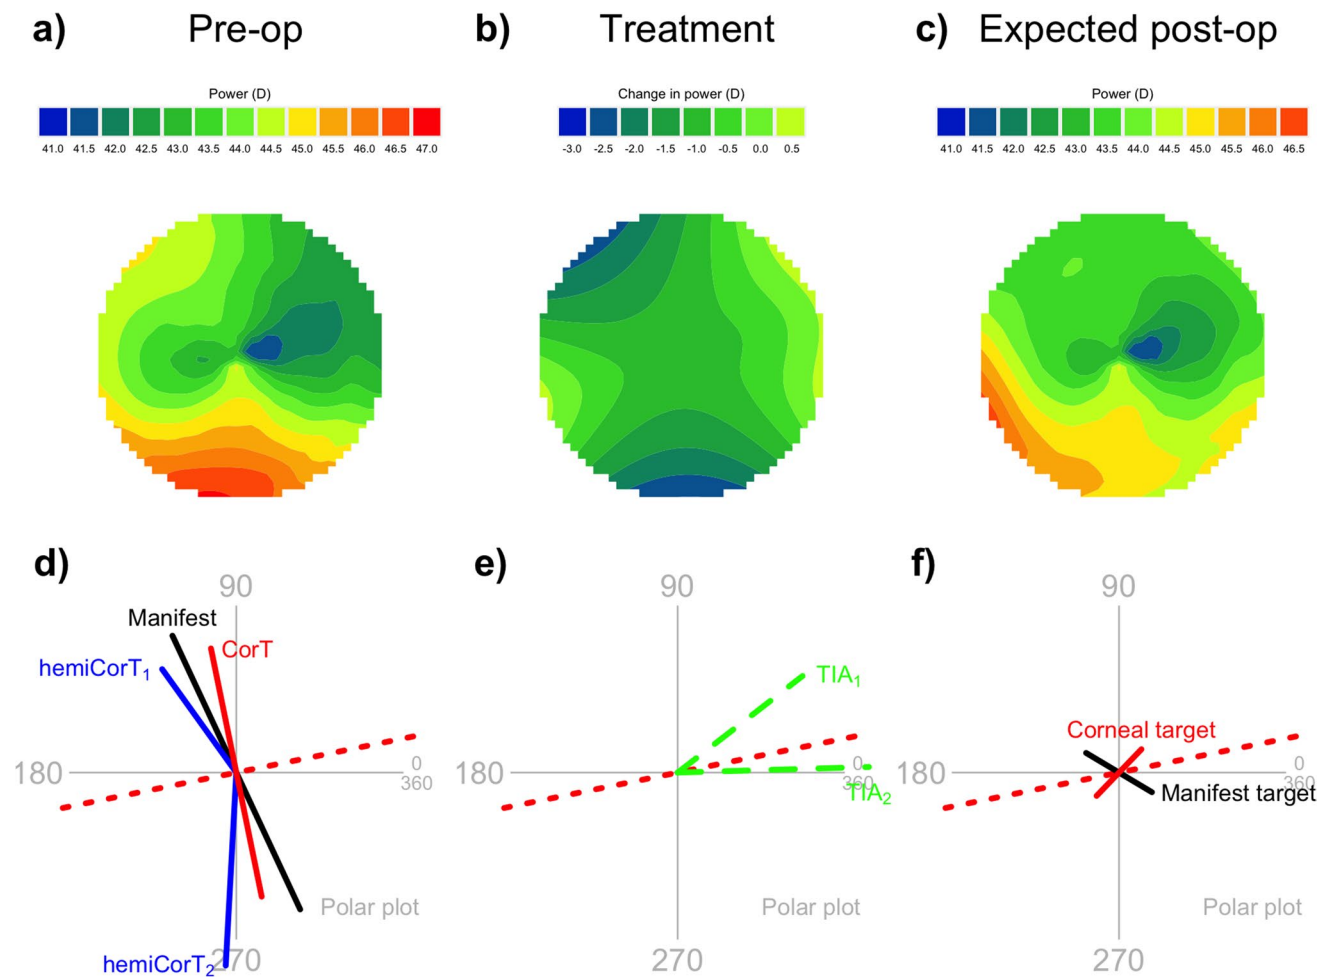 a) Pre-op b) Treatment c) Expected post-op
Power (D) Change in power (D) Power (D)
41.0 41.5 42.0 42.5 43.0 43.5 44.0 44.5 45.0 45.5 46.0 46.5 47.0 -3.0 -2.5 -2.0 -1.5 -1.0 -0.5 0.0 0.5 41.0 41.5 42.0 42.5 43.0 43.5 44.0 44.5 45.0 45.5 46.0 46.5
d)
90
Manifest
CorT
hemiCorT1
180
0
360
Polar plot
hemiCorT2
270
e)
90
TIA1
180
0
360
TIA2
Polar plot
270
f)
90
Corneal target
180
0
360
Manifest target
Polar plot
270